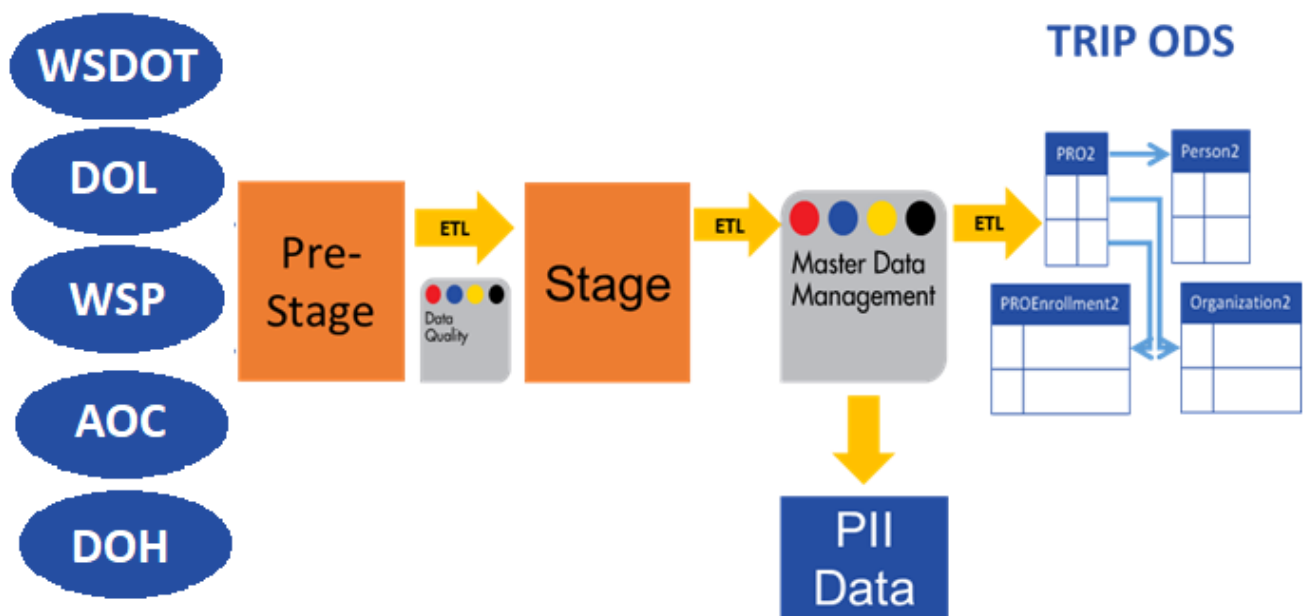 WSDOT
DOL
WSP
AOC
DOH
Pre-
Stage
ETL
Data
Quality
Stage
ETL
Master Data
Management
ETL
PII
Data
TRIP ODS
PRO2
Person2
PROEnrollment2
Organization2